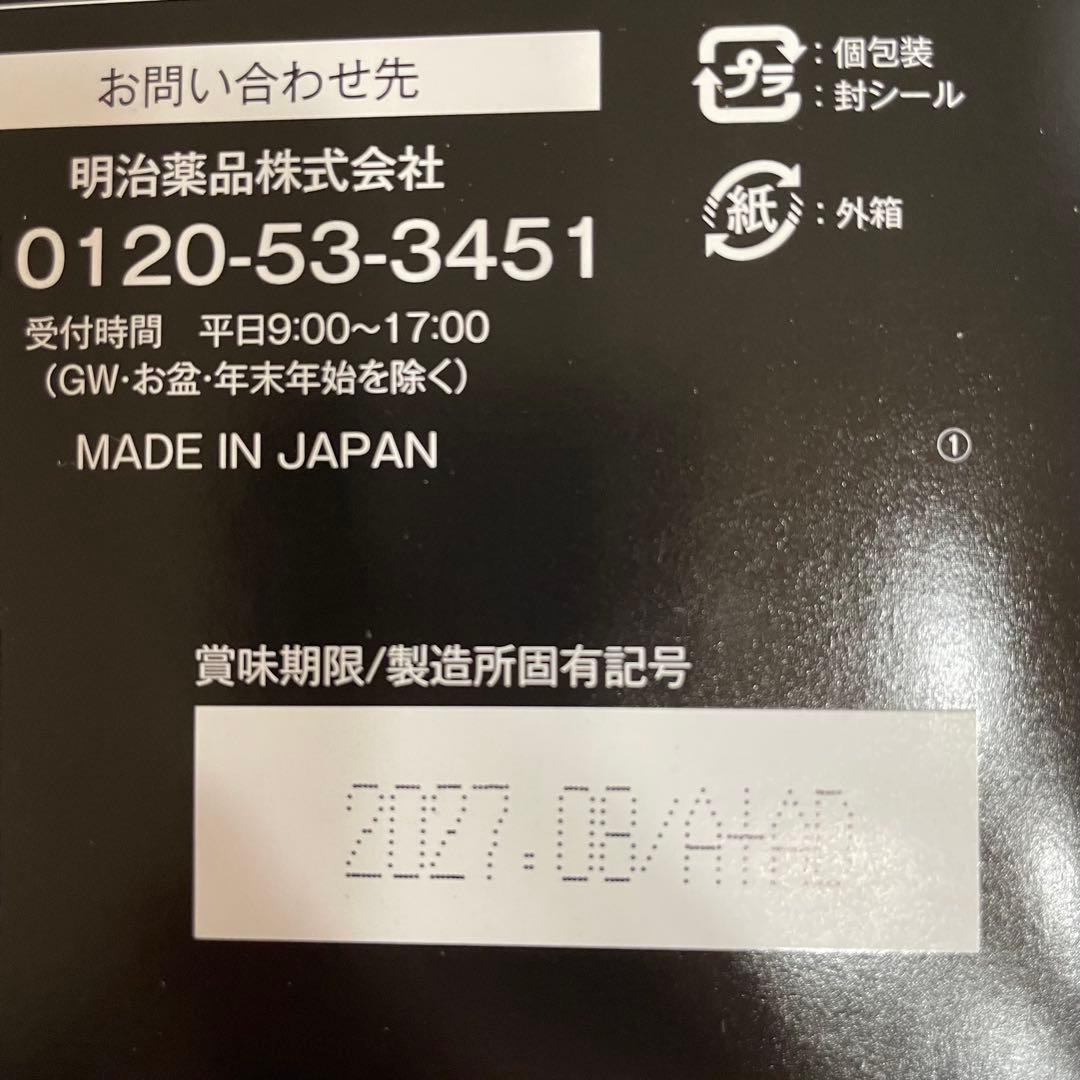 お問い合わせ先
明治薬品株式会社
0120-53-3451
受付時間 平日9:00〜17:00
(GW・お盆・年末年始を除く)
MADE IN JAPAN
プラ:個包装
:封シール
紙:外箱
①
賞味期限/製造所固有記号
2027.08/